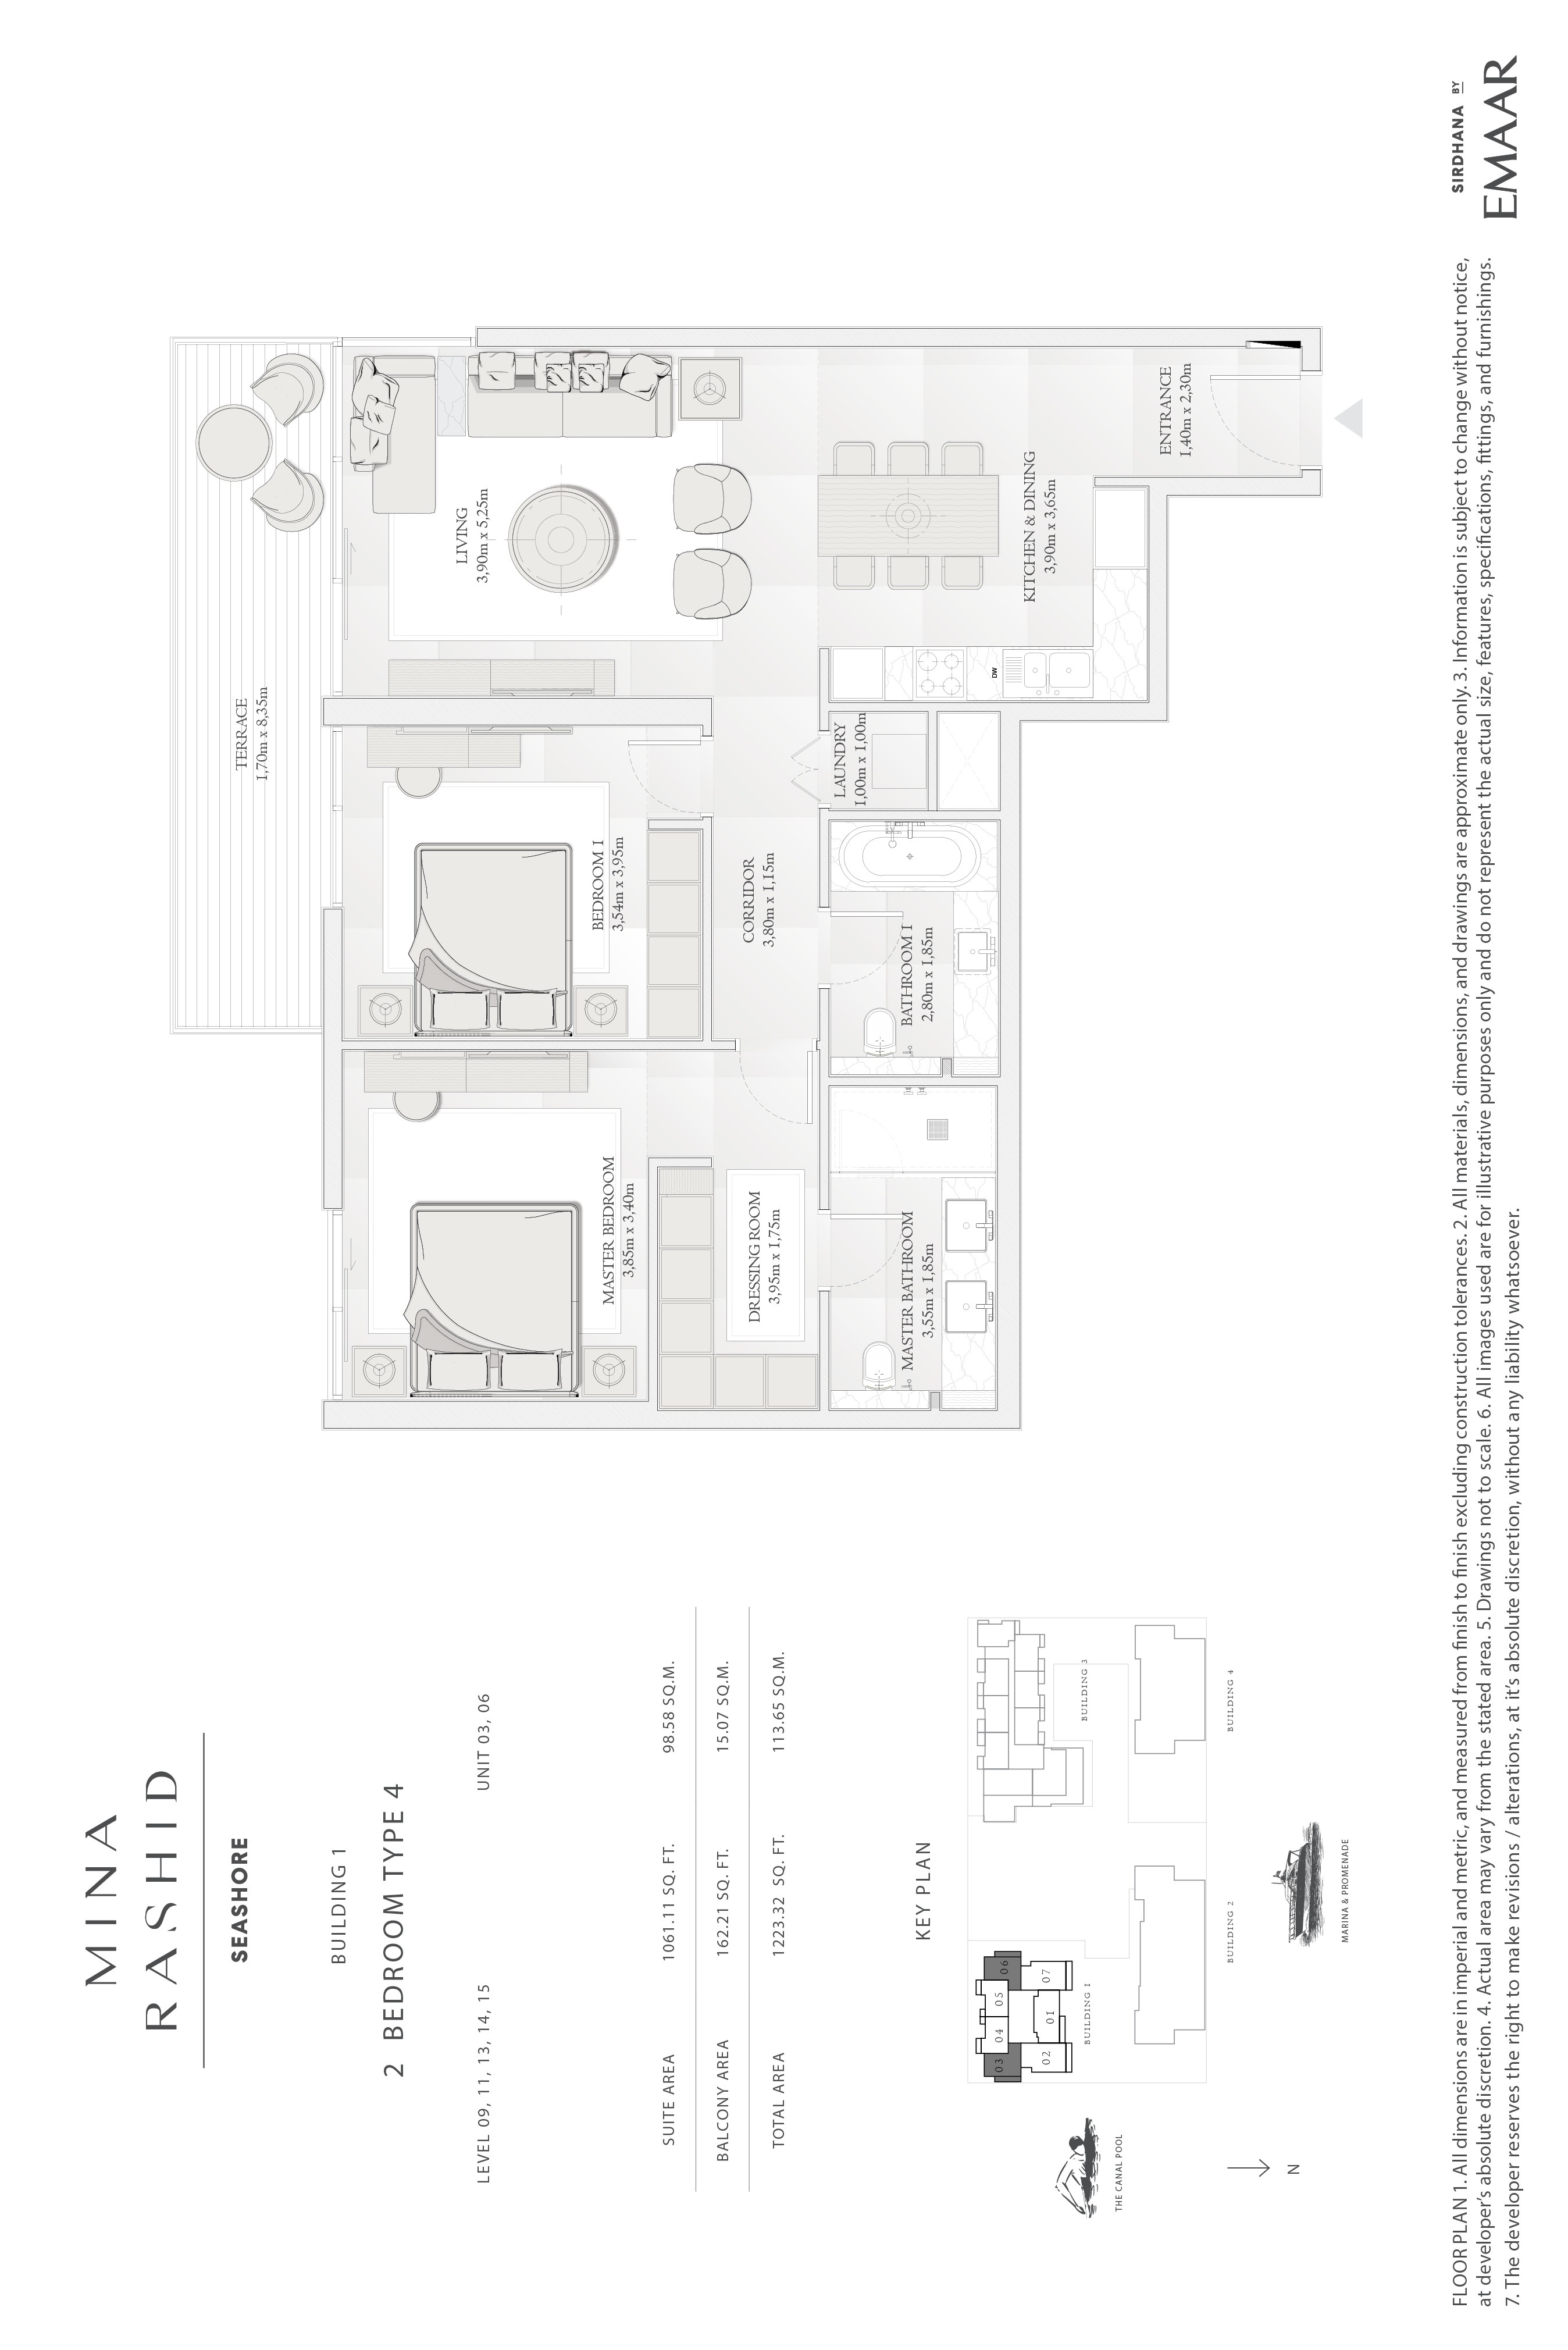 MINA
RASHID
SEASHORE
BUILDING 1
2 BEDROOM TYPE 4
LEVEL 09, 11, 13, 14, 15 UNIT 03, 06
SUITE AREA 1061.11 SQ. FT. 98.58 SQ.M.
BALCONY AREA 162.21 SQ. FT. 15.07 SQ.M.
TOTAL AREA 1223.32 SQ. FT. 113.65 SQ.M.
KEY PLAN
03
04
05
06
02
01
07
BUILDING 1
BUILDING 3
BUILDING 2
BUILDING 4
THE CANAL POOL
MARINA & PROMENADE
N
TERRACE
1,70m x 8,35m
LIVING
3,90m x 5,25m
BEDROOM 1
3,54m x 3,95m
MASTER BEDROOM
3,85m x 3,40m
CORRIDOR
3,80m x 1,15m
DRESSING ROOM
3,95m x 1,75m
LAUNDRY
1,00m x 1,00m
BATHROOM 1
2,80m x 1,85m
MASTER BATHROOM
3,55m x 1,85m
DW
KITCHEN & DINING
3,90m x 3,65m
ENTRANCE
1,40m x 2,30m
FLOOR PLAN 1. All dimensions are in imperial and metric, and measured from finish to finish excluding construction tolerances. 2. All materials, dimensions, and drawings are approximate only. 3. Information is subject to change without notice,
at developer's absolute discretion. 4. Actual area may vary from the stated area. 5. Drawings not to scale. 6. All images used are for illustrative purposes only and do not represent the actual size, features, specifications, fittings, and furnishings.
7. The developer reserves the right to make revisions / alterations, at it's absolute discretion, without any liability whatsoever.
SIRDHANA BY
EMAAR